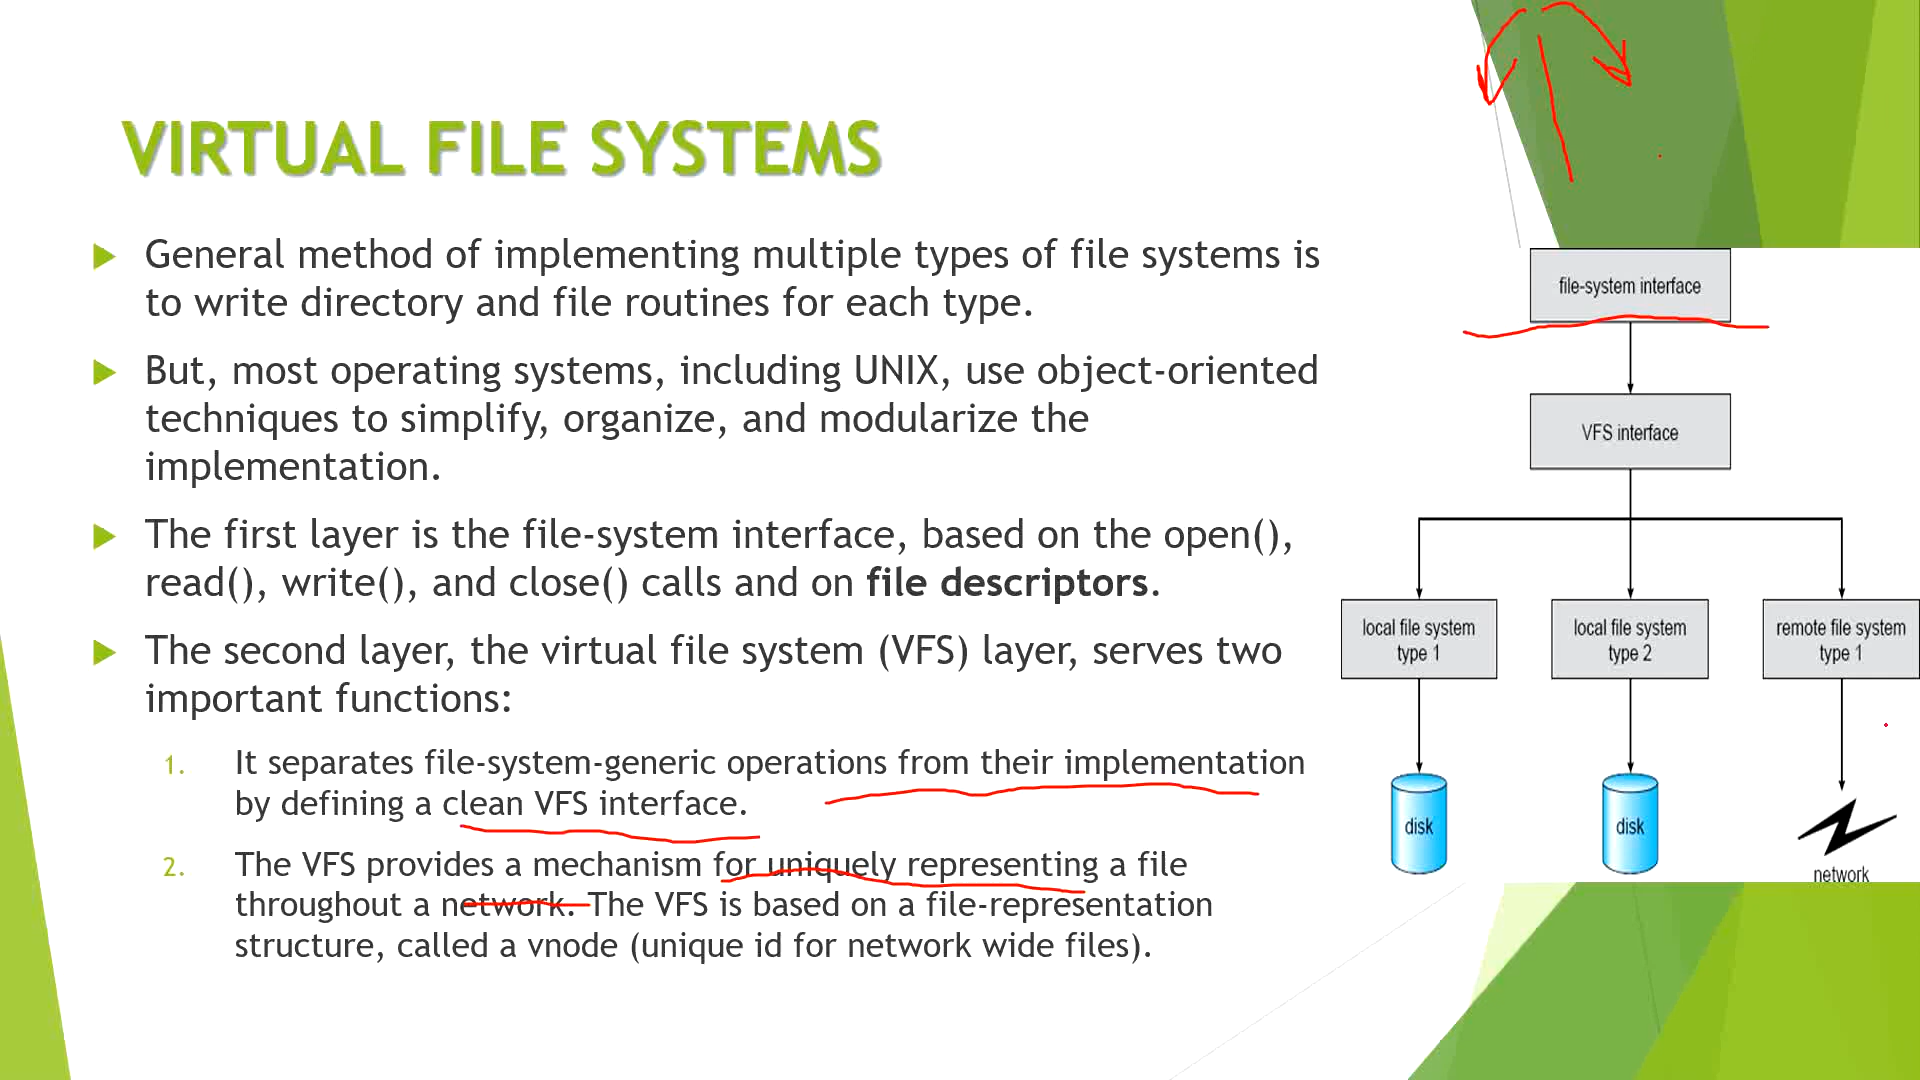 VIRTUAL FILE SYSTEMS
General method of implementing multiple types of file systems is
to write directory and file routines for each type.
But, most operating systems, including UNIX, use object-oriented
techniques to simplify, organize, and modularize the
implementation.
The first layer is the file-system interface, based on the open(),
read(), write(), and close() calls and on file descriptors.
The second layer, the virtual file system (VFS) layer, serves two
important functions:
1. It separates file-system-generic operations from their implementation
by defining a clean VFS interface.
2. The VFS provides a mechanism for uniquely representing a file
throughout a network. The VFS is based on a file-representation
structure, called a vnode (unique id for network wide files).
file-system interface
VFS interface
local file system
type 1
local file system
type 2
remote file system
type 1
disk
disk
network